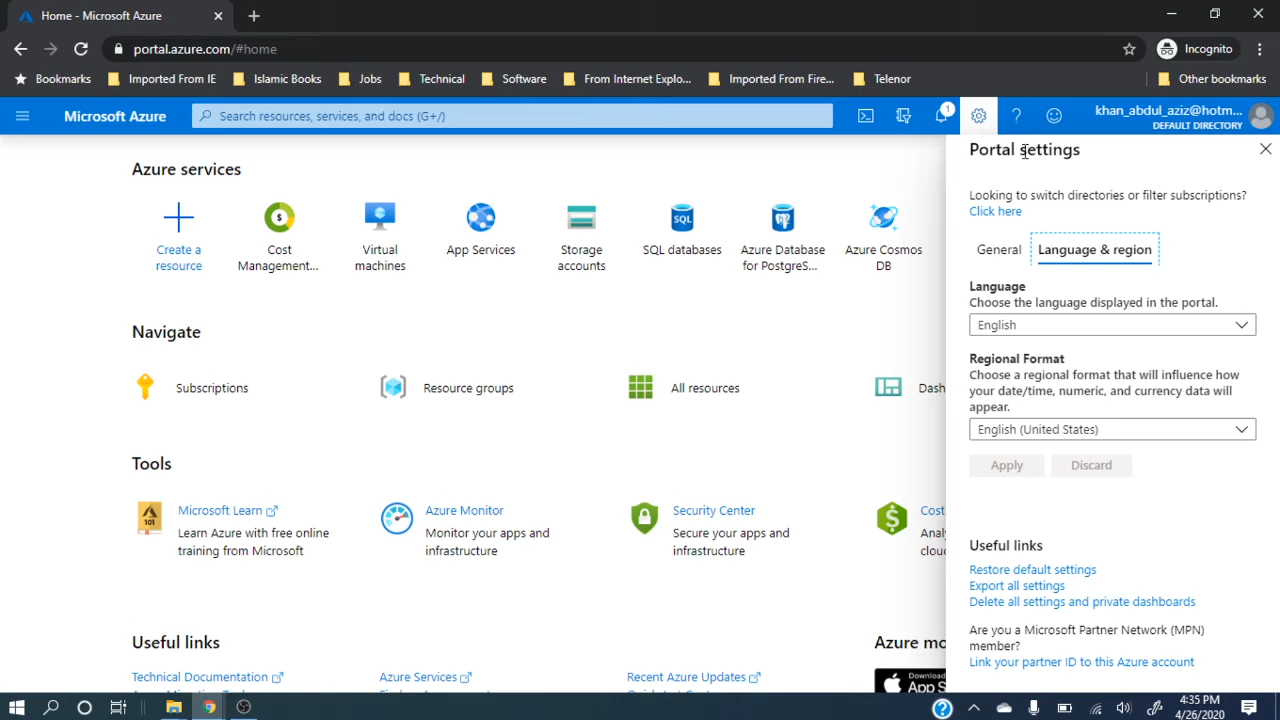 Home - Microsoft Azure
portal.azure.com/#home
Incognito
Bookmarks Imported From IE Islamic Books Jobs Technical Software From Internet Explo... Imported From Fire... Telenor Other bookmarks
Microsoft Azure
Search resources, services, and docs (G+/)
1
khan_abdul_aziz@hotm...
DEFAULT DIRECTORY
Azure services
Create a
resource
Cost
Management...
Virtual
machines
App Services
Storage
accounts
SQL
SQL databases
Azure Database
for PostgreS...
Azure Cosmos
DB
Navigate
Subscriptions
Resource groups
All resources
Dash
Tools
101
Microsoft Learn
Learn Azure with free online
training from Microsoft
Azure Monitor
Monitor your apps and
infrastructure
Security Center
Secure your apps and
infrastructure
Cost
Analy
cloud
Useful links
Technical Documentation
Azure Services
Recent Azure Updates
Azure mo
Download
App S
Portal settings
Looking to switch directories or filter subscriptions?
Click here
General
Language & region
Language
Choose the language displayed in the portal.
English
Regional Format
Choose a regional format that will influence how
your date/time, numeric, and currency data will
appear.
English (United States)
Apply
Discard
Useful links
Restore default settings
Export all settings
Delete all settings and private dashboards
Are you a Microsoft Partner Network (MPN)
member?
Link your partner ID to this Azure account
4:35 PM
4/26/2020